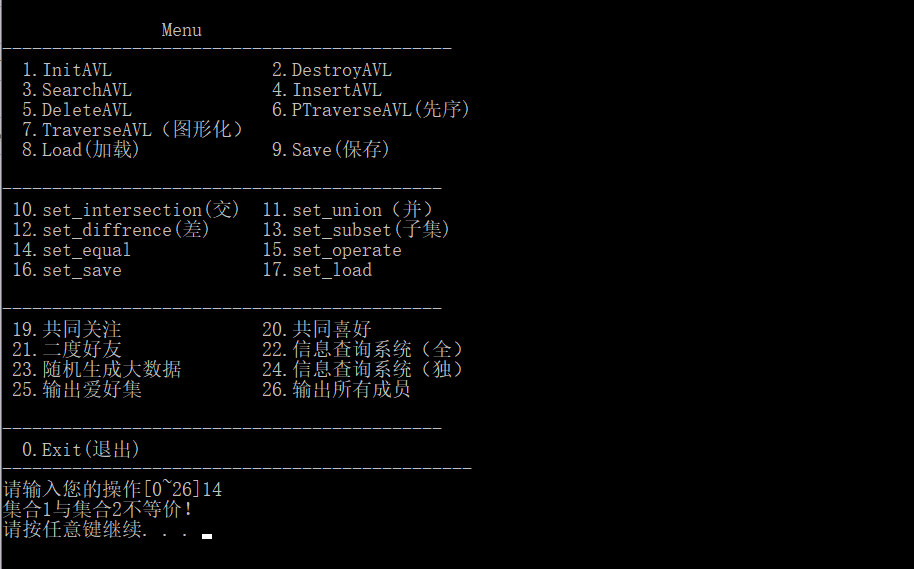 Menu
1.InitAVL 2.DestroyAVL
3.SearchAVL 4.InsertAVL
5.DeleteAVL 6.PTraverseAVL(先序)
7.TraverseAVL（图形化）
8.Load(加载) 9.Save(保存)
10.set_intersection(交) 11.set_union（并）
12.set_diffrence(差) 13.set_subset(子集)
14.set_equal 15.set_operate
16.set_save 17.set_load
19.共同关注 20.共同喜好
21.二度好友 22.信息查询系统（全）
23.随机生成大数据 24.信息查询系统（独）
25.输出爱好集 26.输出所有成员
0.Exit(退出)
请输入您的操作[0~26]14
集合1与集合2不等价!
请按任意键继续. . .